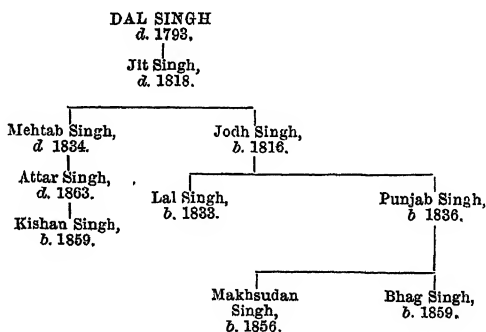 DAL SINGH
d. 1793.
Jit Singh,
d. 1818.
Mehtab Singh,
d 1834.
Jodh Singh,
b. 1816.
Attar Singh,
d. 1863.
Lal Singh,
b. 1833.
Punjab Singh,
b 1836.
Kishan Singh,
b. 1859.
Makhsudan
Singh,
b. 1856.
Bhag Singh,
b. 1859.